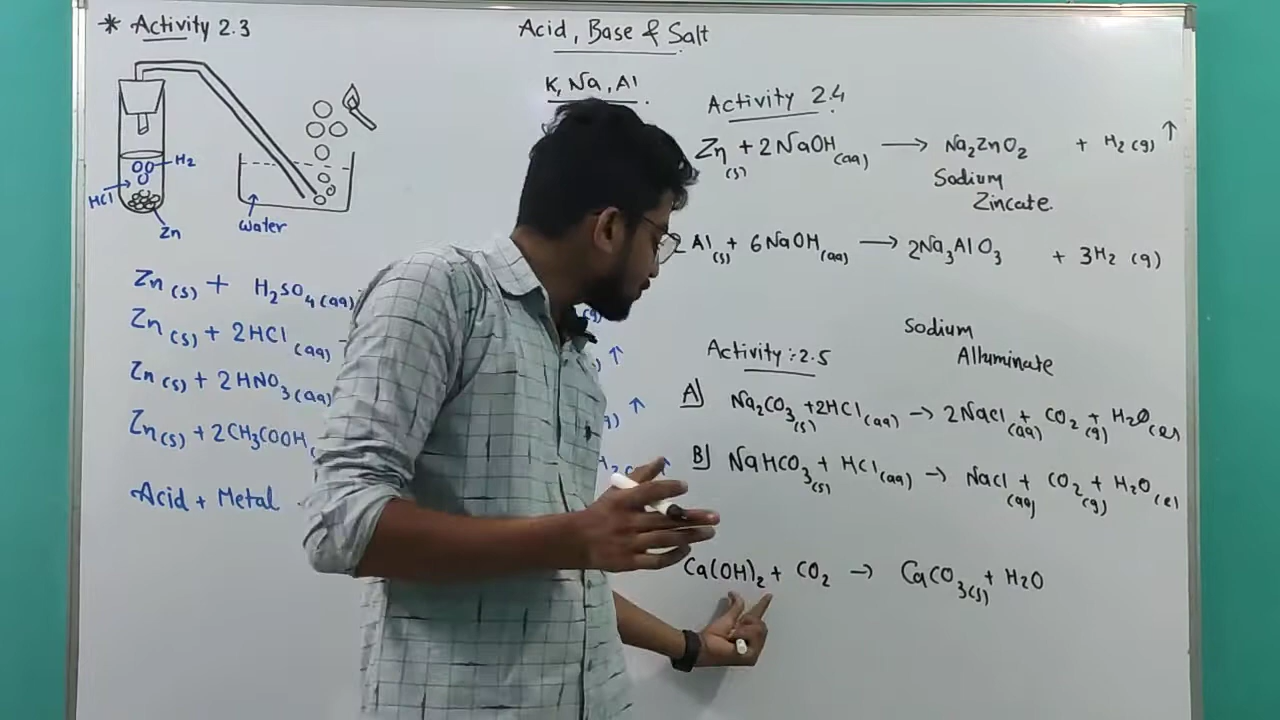 * Activity 2.3
Acid, Base & Salt
K, Na, Al
H2
HCl
Zn
water
Zn(s) + H2SO4(aq)
Zn(s) + 2HCl(aq)
Zn(s) + 2HNO3(aq)
Zn(s) + 2CH3COOH
Acid + Metal
Activity 2.4
Zn(s) + 2NaOH(aq) → Na2ZnO2 + H2(g)↑
Sodium
Zincate.
2Al(s) + 6NaOH(aq) → 2Na3AlO3 + 3H2(g)
Sodium
Alluminate
Activity:2.5
A) Na2CO3(s) + 2HCl(aq) → 2NaCl(aq) + CO2(g) + H2O(l)
B) NaHCO3(s) + HCl(aq) → NaCl(aq) + CO2(g) + H2O(l)
Ca(OH)2 + CO2 → CaCO3(s) + H2O